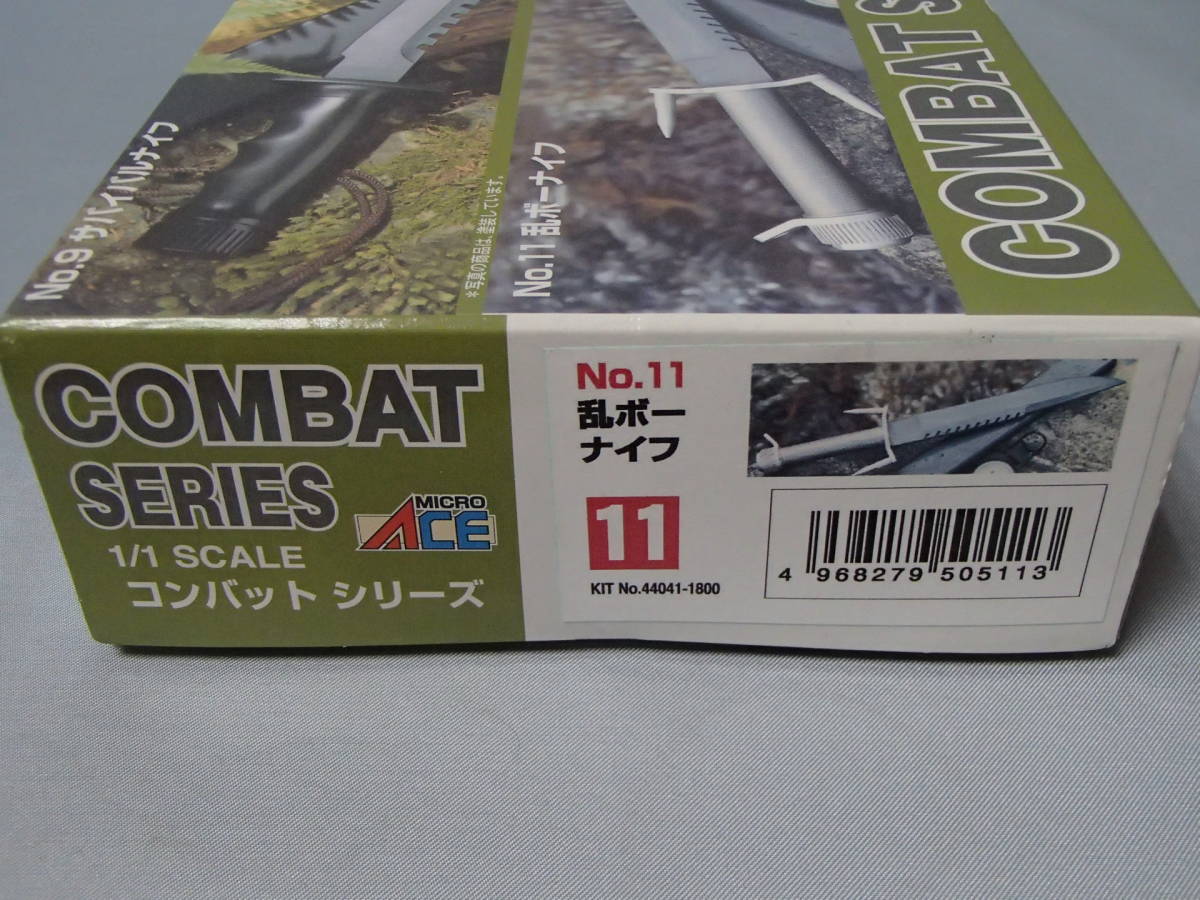 No.9 サバイバルナイフ
*写真の商品は、塗装しています。
No.11 乱ボーナイフ
COMBAT S
COMBAT
SERIES
1/1 SCALE
コンバット シリーズ
MICRO
ACE
No.11
乱ボー
ナイフ
11
KIT No.44041-1800
4 968279 505113